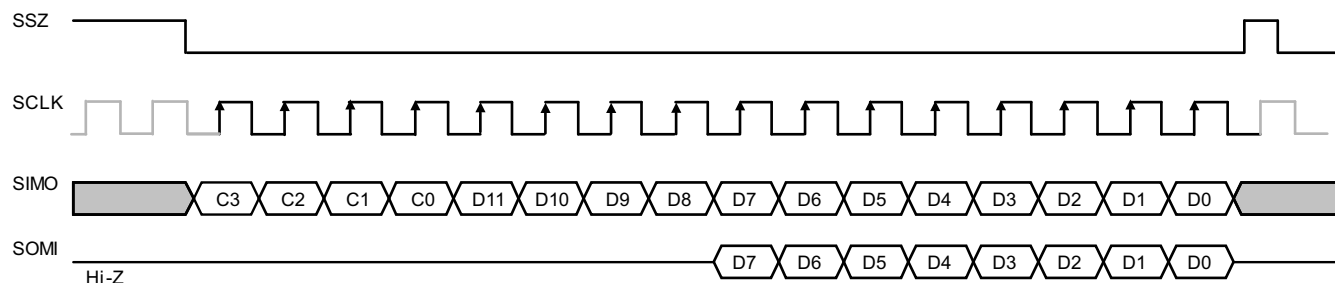 SSZ
SCLK
SIMO C3 C2 C1 C0 D11 D10 D9 D8 D7 D6 D5 D4 D3 D2 D1 D0
SOMI D7 D6 D5 D4 D3 D2 D1 D0
Hi-Z